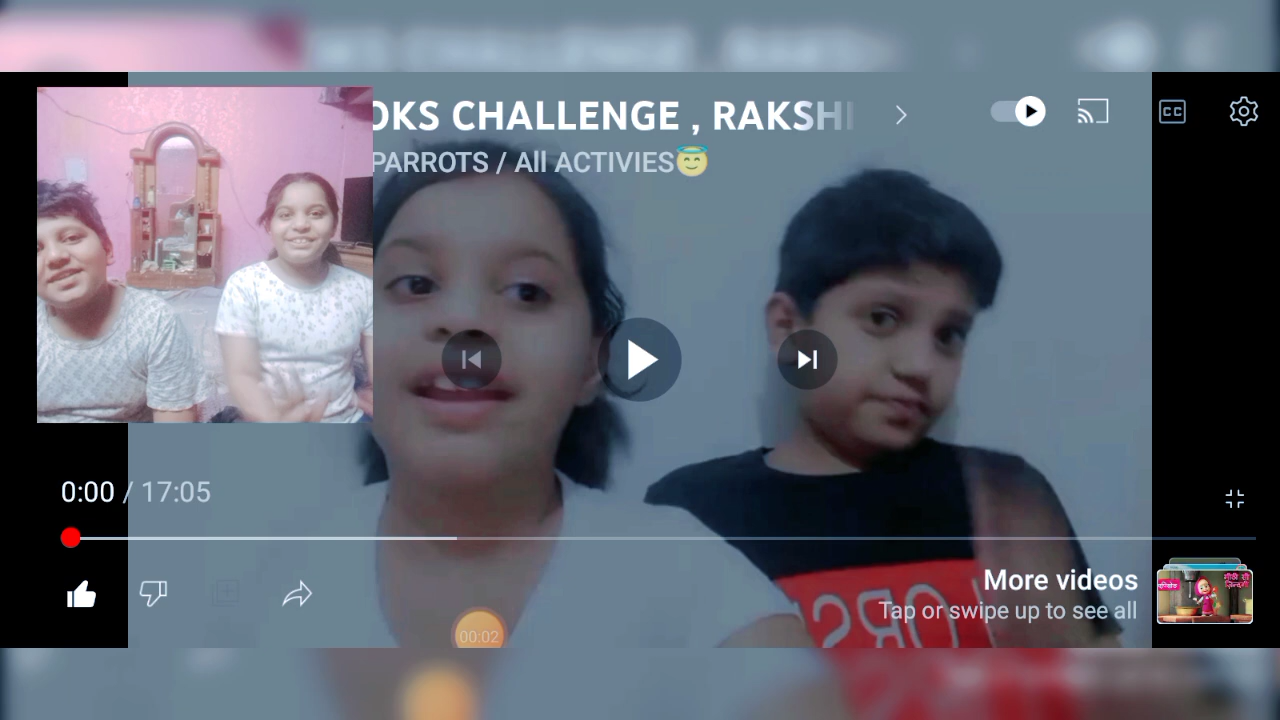 OKS CHALLENGE , RAKSHI
PARROTS / All ACTIVIES😇
CC
0:00 / 17:05
More videos
Tap or swipe up to see all
00:02